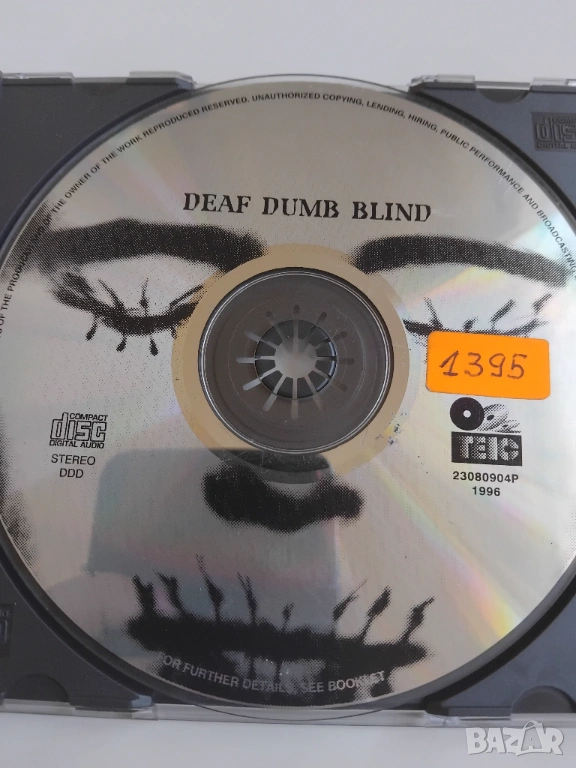 OF THE PRODUCER AND OF THE OWNER OF THE WORK REPRODUCED RESERVED. UNAUTHORIZED COPYING, LENDING, HIRING, PUBLIC PERFORMANCE AND BROADCASTING
DEAF DUMB BLIND
1395
COMPACT
disc
DIGITAL AUDIO
STEREO
DDD
23080904P
1996
FOR FURTHER DETAILS, SEE BOOKLET
BAZAR